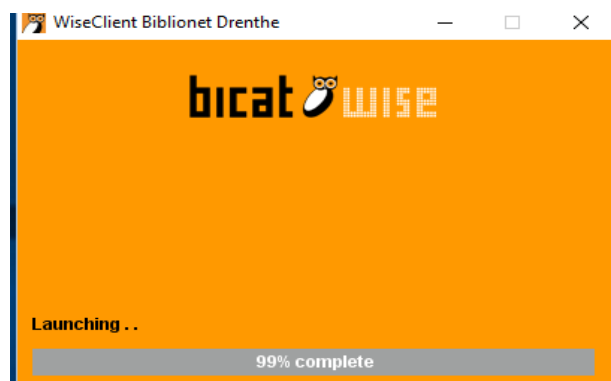 WiseClient Biblionet Drenthe
bicat wise
Launching . .
99% complete